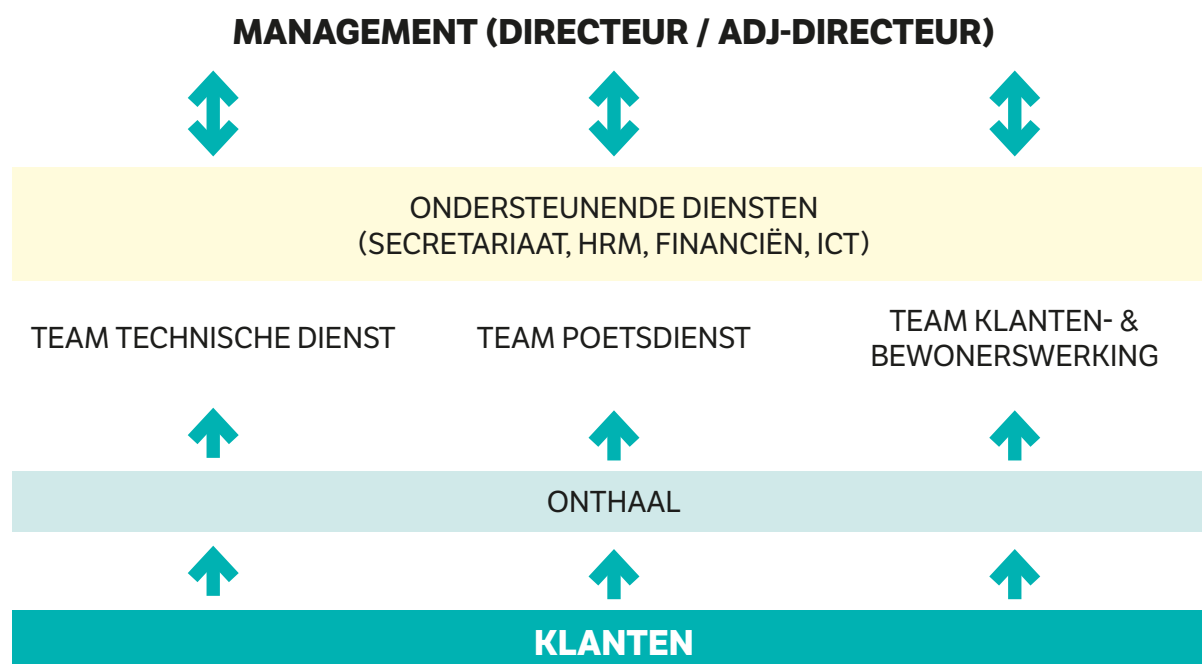 MANAGEMENT (DIRECTEUR / ADJ-DIRECTEUR)
ONDERSTEUNENDE DIENSTEN
(SECRETARIAAT, HRM, FINANCIËN, ICT)
TEAM TECHNISCHE DIENST
TEAM POETSDIENST
TEAM KLANTEN- &
BEWONERSWERKING
ONTHAAL
KLANTEN